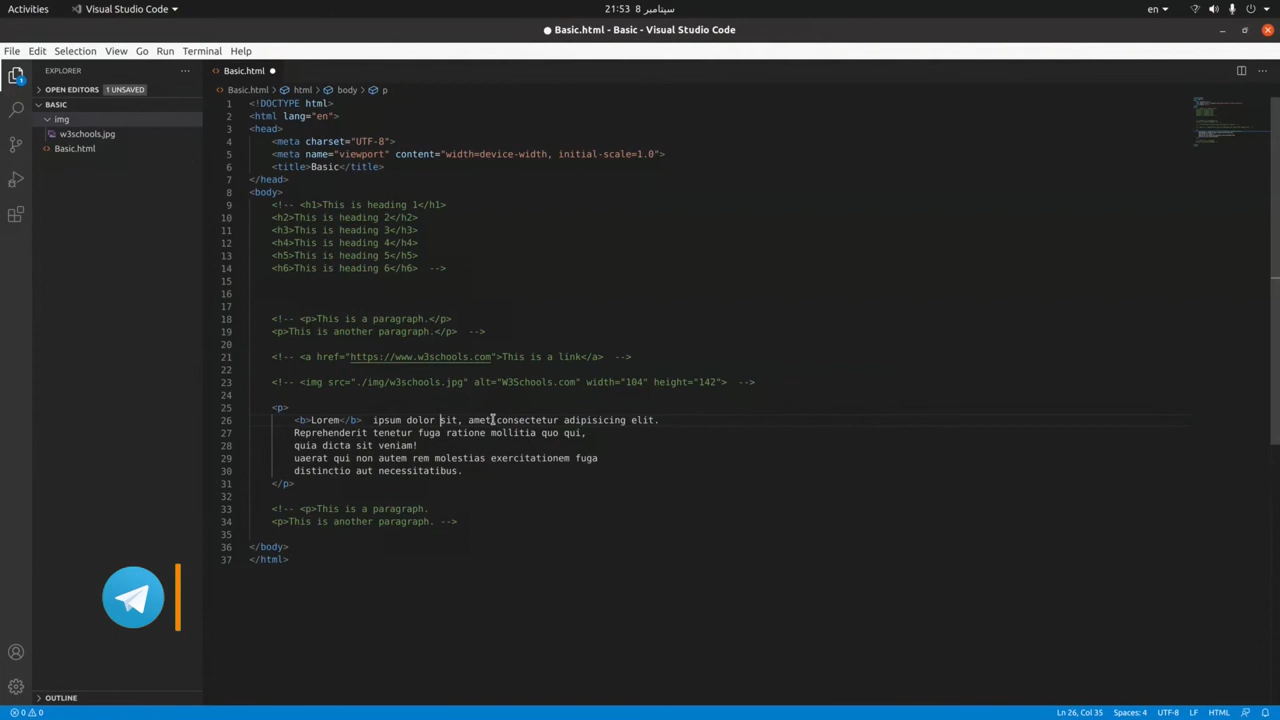 Activities Visual Studio Code 21:53 8 سپتامبر en
Basic.html - Basic - Visual Studio Code
File Edit Selection View Go Run Terminal Help
EXPLORER Basic.html
OPEN EDITORS 1 UNSAVED Basic.html html body p
BASIC
img
w3schools.jpg
Basic.html
1 <!DOCTYPE html>
2 <html lang="en">
3 <head>
4 <meta charset="UTF-8">
5 <meta name="viewport" content="width=device-width, initial-scale=1.0">
6 <title>Basic</title>
7 </head>
8 <body>
9 <!-- <h1>This is heading 1</h1>
10 <h2>This is heading 2</h2>
11 <h3>This is heading 3</h3>
12 <h4>This is heading 4</h4>
13 <h5>This is heading 5</h5>
14 <h6>This is heading 6</h6> -->
15
16
17
18 <!-- <p>This is a paragraph.</p>
19 <p>This is another paragraph.</p> -->
20
21 <!-- <a href="https://www.w3schools.com">This is a link</a> -->
22
23 <!-- <img src="./img/w3schools.jpg" alt="W3Schools.com" width="104" height="142"> -->
24
25 <p>
26 <b>Lorem</b> ipsum dolor sit, amet consectetur adipisicing elit.
27 Reprehenderit tenetur fuga ratione mollitia quo qui,
28 quia dicta sit veniam!
29 uaerat qui non autem rem molestias exercitationem fuga
30 distinctio aut necessitatibus.
31 </p>
32
33 <!-- <p>This is a paragraph.
34 <p>This is another paragraph. -->
35
36 </body>
37 </html>
OUTLINE
0 0 Ln 26, Col 35 Spaces: 4 UTF-8 LF HTML